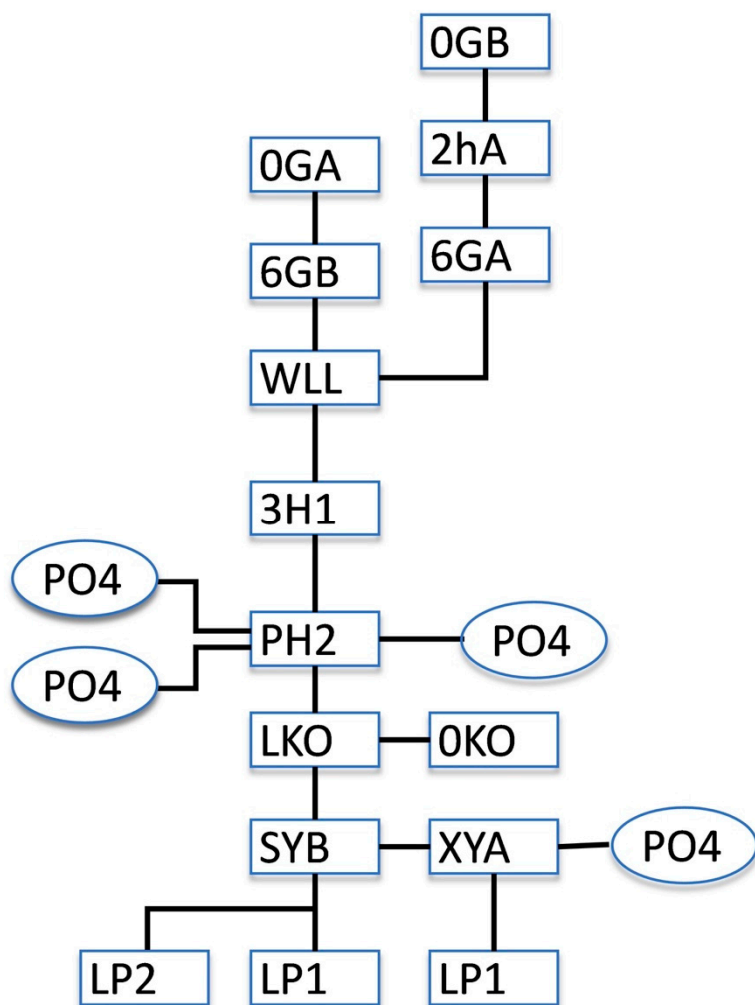 0GB
2hA
0GA
6GA
6GB
WLL
3H1
PO4
PH2
PO4
PO4
LKO
0KO
SYB
XYA
PO4
LP2
LP1
LP1